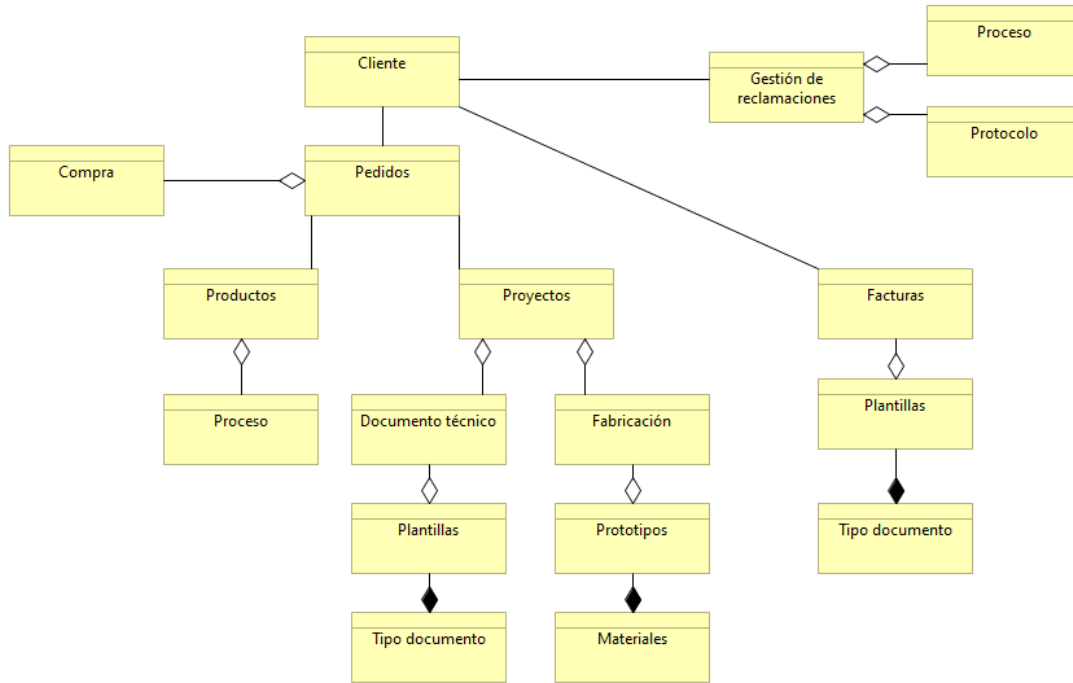 Proceso
Cliente
Gestión de
reclamaciones
Protocolo
Compra
Pedidos
Productos
Proyectos
Facturas
Proceso
Documento técnico
Fabricación
Plantillas
Plantillas
Prototipos
Tipo documento
Tipo documento
Materiales